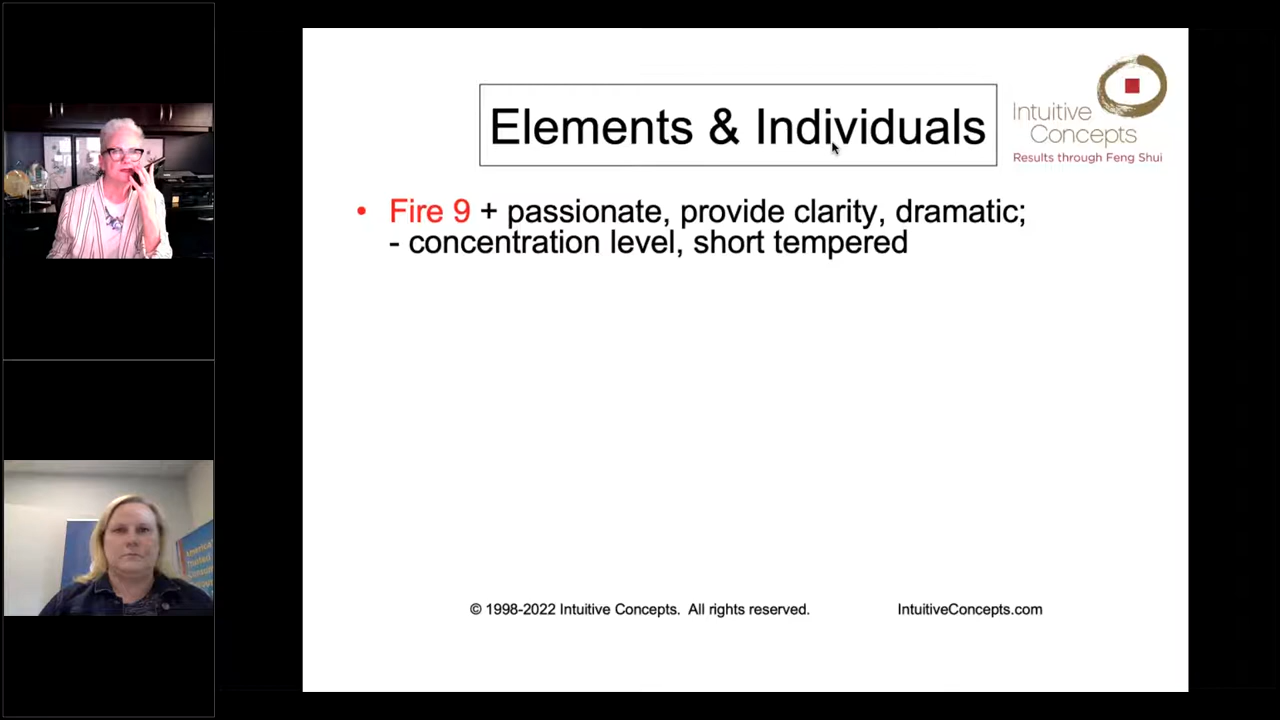 Elements & Individuals
Intuitive
Concepts
Results through Feng Shui
• Fire 9 + passionate, provide clarity, dramatic;
- concentration level, short tempered
© 1998-2022 Intuitive Concepts. All rights reserved.
IntuitiveConcepts.com